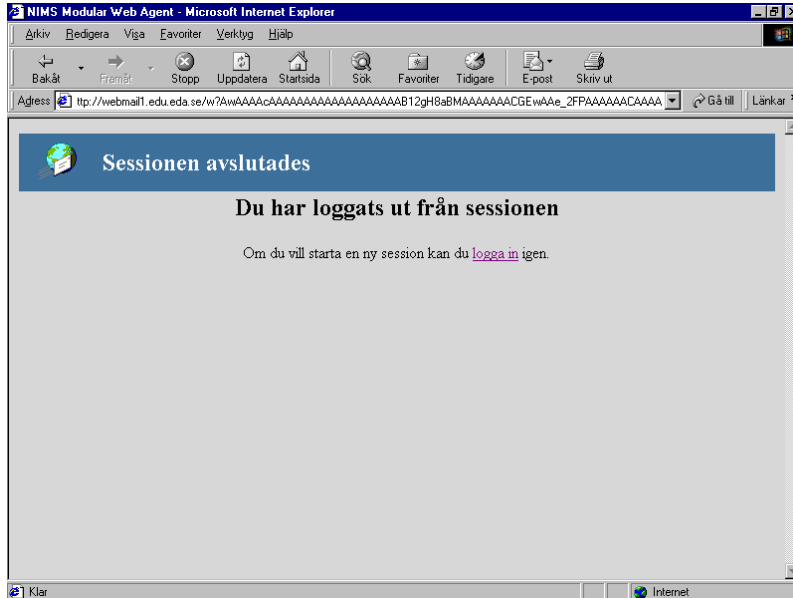 NIMS Modular Web Agent - Microsoft Internet Explorer
Arkiv Redigera Visa Favoriter Verktyg Hjälp
Bakåt Framåt Stopp Uppdatera Startsida Sök Favoriter Tidigare E-post Skriv ut
Adress ttp://webmail1.edu.eda.se/w?AwAAAAcAAAAAAAAAAAAAAAAAAB12gH8aBMAAAAAAACGEwAAe_2FPAAAAAACAAAA Gå till Länkar
Sessionen avslutades
Du har loggats ut från sessionen
Om du vill starta en ny session kan du logga in igen.
Klar Internet